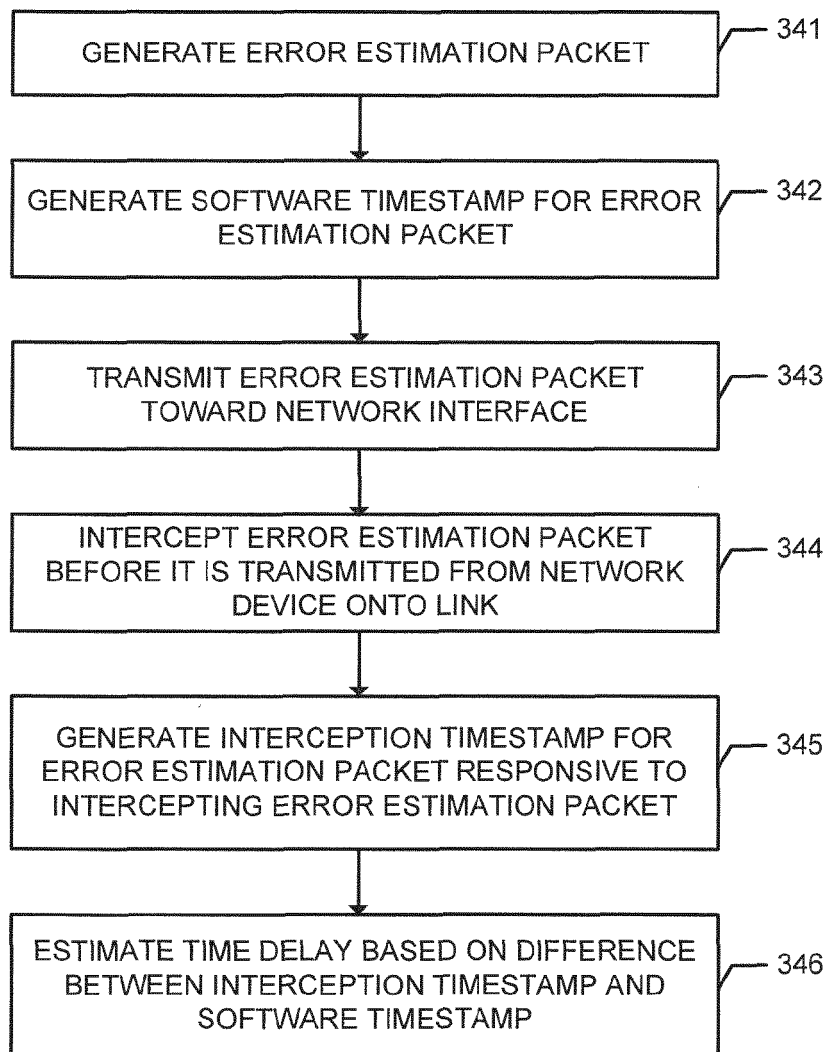 GENERATE ERROR ESTIMATION PACKET
341
GENERATE SOFTWARE TIMESTAMP FOR ERROR
ESTIMATION PACKET
342
TRANSMIT ERROR ESTIMATION PACKET
TOWARD NETWORK INTERFACE
343
INTERCEPT ERROR ESTIMATION PACKET
BEFORE IT IS TRANSMITTED FROM NETWORK
DEVICE ONTO LINK
344
GENERATE INTERCEPTION TIMESTAMP FOR
ERROR ESTIMATION PACKET RESPONSIVE TO
INTERCEPTING ERROR ESTIMATION PACKET
345
ESTIMATE TIME DELAY BASED ON DIFFERENCE
BETWEEN INTERCEPTION TIMESTAMP AND
SOFTWARE TIMESTAMP
346